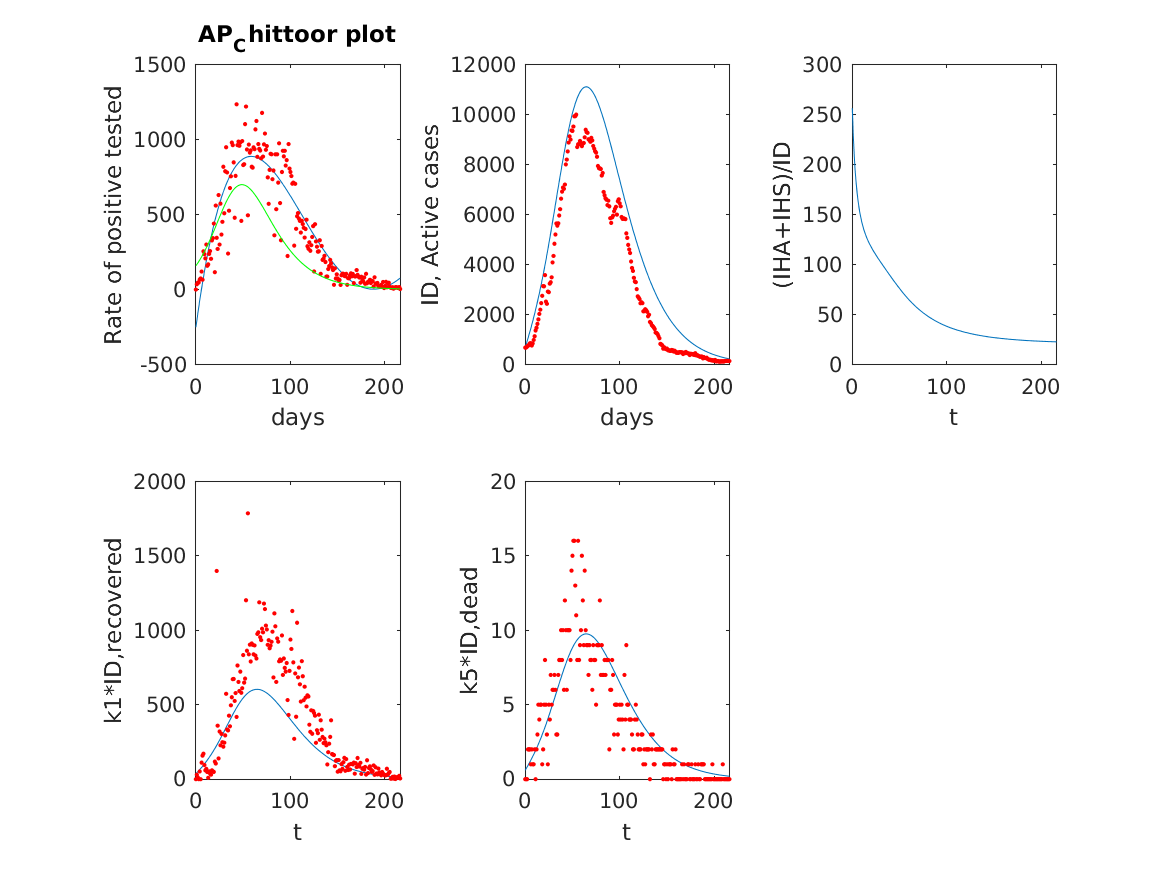 AP_Chittoor plot
1500
1000
500
0
-500
0 100 200
Rate of positive tested
days
12000
10000
8000
6000
4000
2000
0
0 100 200
ID, Active cases
days
300
250
200
150
100
50
0
0 100 200
(IHA+IHS)/ID
t
2000
1500
1000
500
0
0 100 200
k1*ID,recovered
t
20
15
10
5
0
0 100 200
k5*ID,dead
t